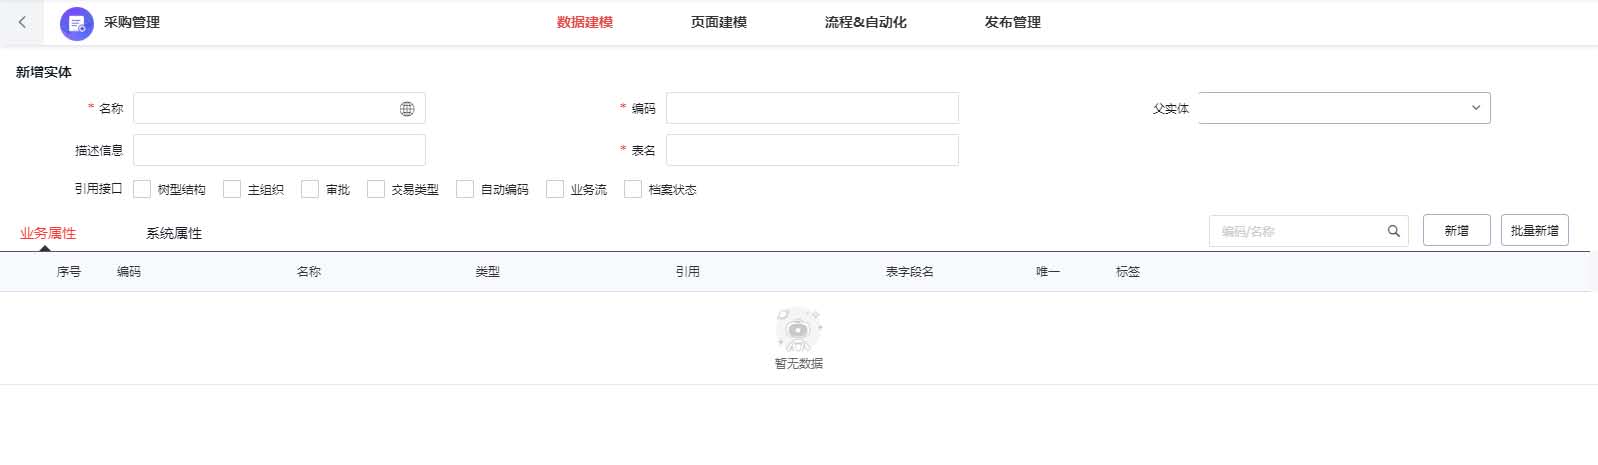 采购管理 数据建模 页面建模 流程&自动化 发布管理
新增实体
* 名称 * 编码 父实体
描述信息 * 表名
引用接口 树型结构 主组织 审批 交易类型 自动编码 业务流 档案状态
业务属性 系统属性 编码/名称 新增 批量新增
序号 编码 名称 类型 引用 表字段名 唯一 标签
暂无数据